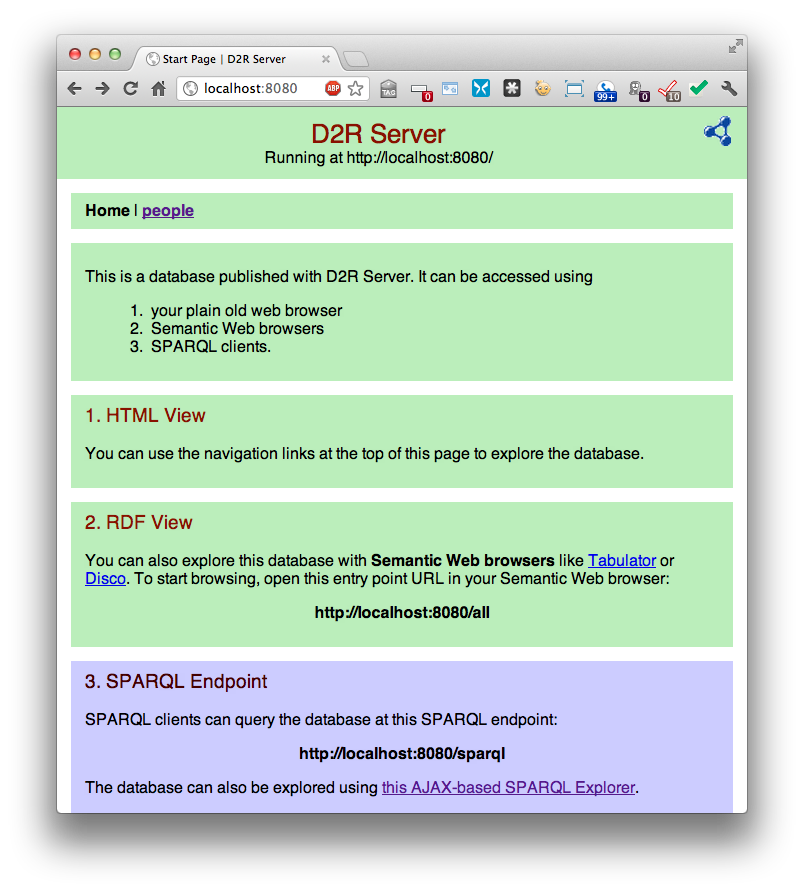 Start Page | D2R Server
localhost:8080
ABP
TAG
0
99+
0
10
D2R Server
Running at http://localhost:8080/
Home | people
This is a database published with D2R Server. It can be accessed using
1. your plain old web browser
2. Semantic Web browsers
3. SPARQL clients.
1. HTML View
You can use the navigation links at the top of this page to explore the database.
2. RDF View
You can also explore this database with Semantic Web browsers like Tabulator or
Disco. To start browsing, open this entry point URL in your Semantic Web browser:
http://localhost:8080/all
3. SPARQL Endpoint
SPARQL clients can query the database at this SPARQL endpoint:
http://localhost:8080/sparql
The database can also be explored using this AJAX-based SPARQL Explorer.